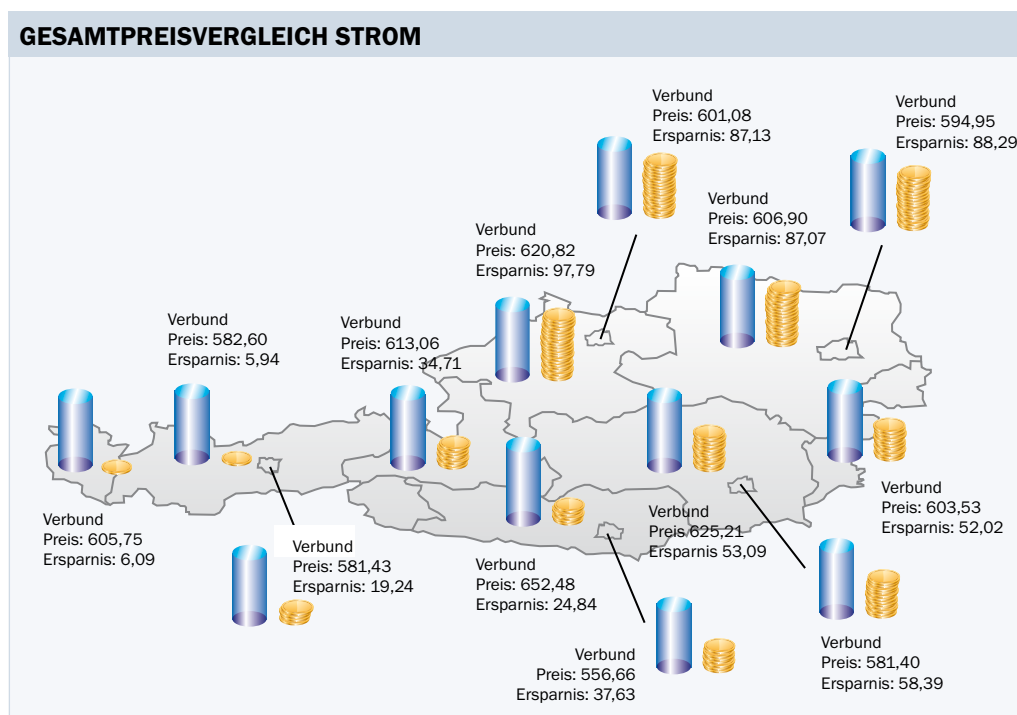 GESAMTPREISVERGLEICH STROM
Verbund
Preis: 601,08
Ersparnis: 87,13
Verbund
Preis: 594,95
Ersparnis: 88,29
Verbund
Preis: 606,90
Ersparnis: 87,07
Verbund
Preis: 620,82
Ersparnis: 97,79
Verbund
Preis: 582,60
Ersparnis: 5,94
Verbund
Preis: 613,06
Ersparnis: 34,71
Verbund
Preis: 605,75
Ersparnis: 6,09
Verbund
Preis: 581,43
Ersparnis: 19,24
Verbund
Preis: 652,48
Ersparnis: 24,84
Verbund
Preis 625,21
Ersparnis 53,09
Verbund
Preis: 603,53
Ersparnis: 52,02
Verbund
Preis: 556,66
Ersparnis: 37,63
Verbund
Preis: 581,40
Ersparnis: 58,39